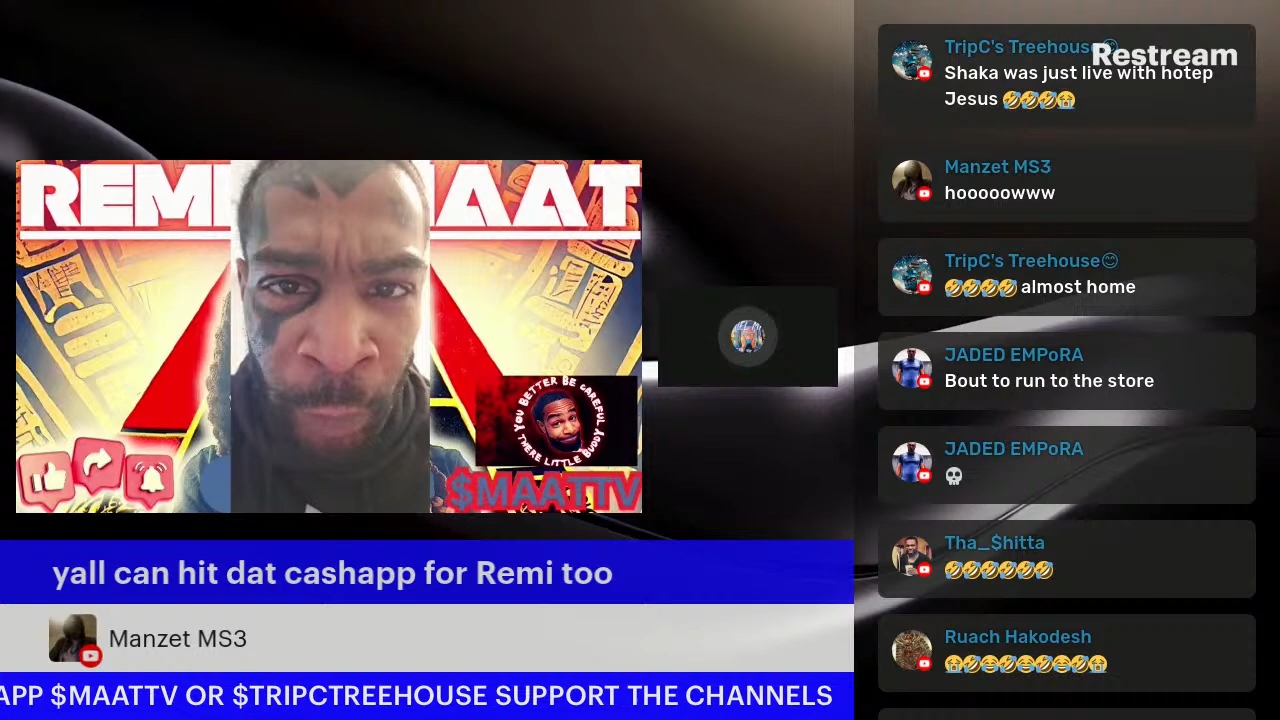 TripC's Treehouse😊
Restream
Shaka was just live with hotep
Jesus 🤣🤣🤣😭
Manzet MS3
hooooowww
TripC's Treehouse😊
🤣🤣🤣🤣 almost home
JADED EMPoRA
Bout to run to the store
JADED EMPoRA
💀
Tha_$hitta
🤣🤣🤣🤣🤣🤣
Ruach Hakodesh
😭🤣😂🤣😂🤣😂🤣😭
REM
AAT
YOU BETTER BE CAREFUL
THERE LITTLE BUDDY
$MAATTV
yall can hit dat cashapp for Remi too
Manzet MS3
APP $MAATTV OR $TRIPCTREEHOUSE SUPPORT THE CHANNELS